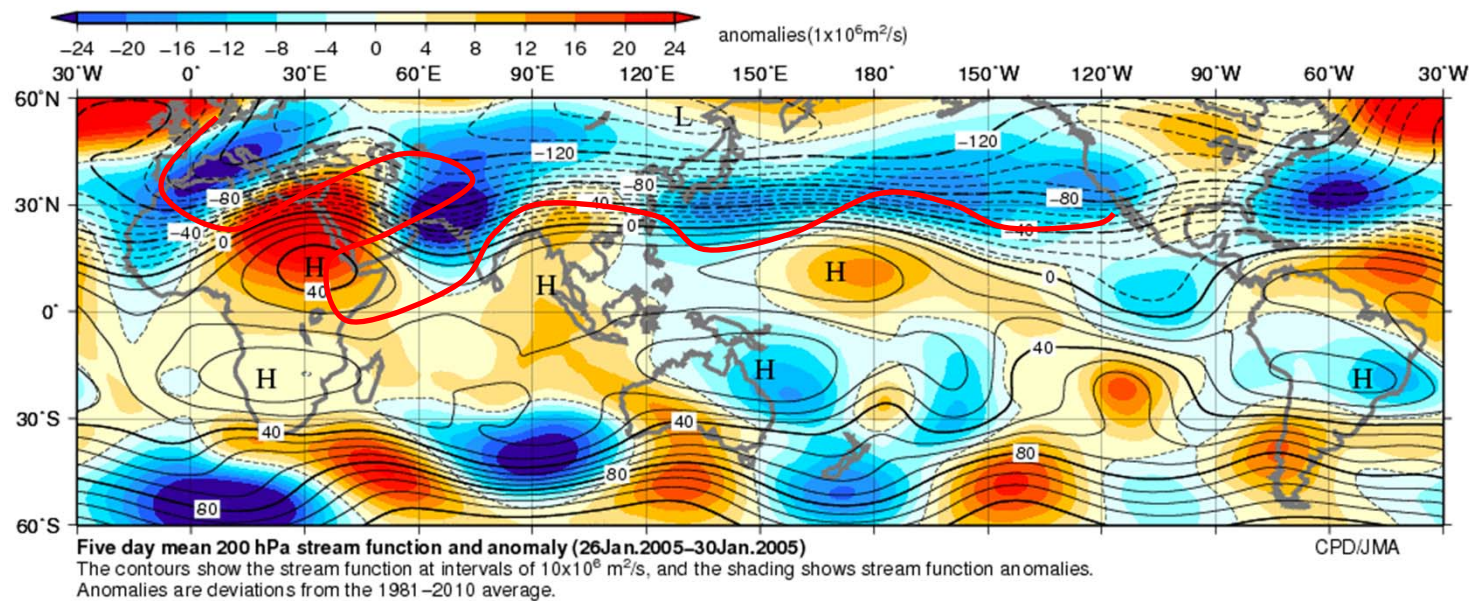 −24 −20 −16 −12 −8 −4 0 4 8 12 16 20 24
anomalies(1x10⁶m²/s)
30°W 0° 30°E 60°E 90°E 120°E 150°E 180° 150°W 120°W 90°W 60°W 30°W
60°N
L
−120
−120
−80
−80
−80
30°N
−40
−40
−40
0
0
H
H
H
0
40
0°
40
H
H
H
30°S
40
40
80
80
80
60°S
Five day mean 200 hPa stream function and anomaly (26Jan.2005−30Jan.2005)
CPD/JMA
The contours show the stream function at intervals of 10x10⁶ m²/s, and the shading shows stream function anomalies.
Anomalies are deviations from the 1981−2010 average.